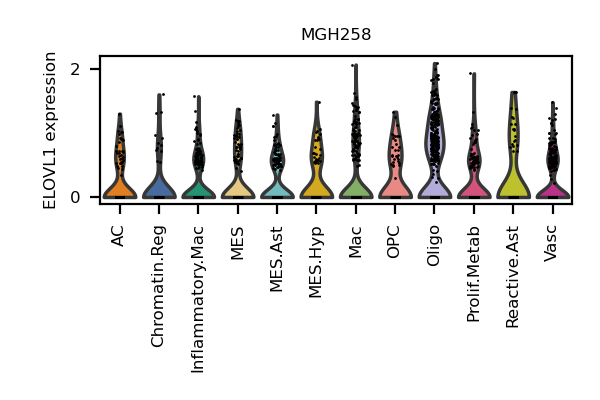 MGH258
ELOVL1 expression
2
0
AC
Chromatin.Reg
Inflammatory.Mac
MES
MES.Ast
MES.Hyp
Mac
OPC
Oligo
Prolif.Metab
Reactive.Ast
Vasc